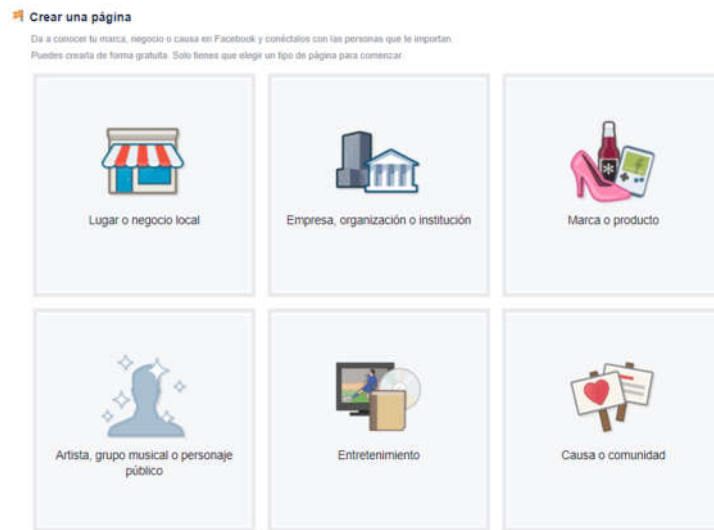 Crear una página
Da a conocer tu marca, negocio o causa en Facebook y conéctalos con las personas que te importan.
Puedes crearla de forma gratuita. Solo tienes que elegir un tipo de página para comenzar.
Lugar o negocio local
Empresa, organización o institución
Marca o producto
Artista, grupo musical o personaje
público
Entretenimiento
Causa o comunidad